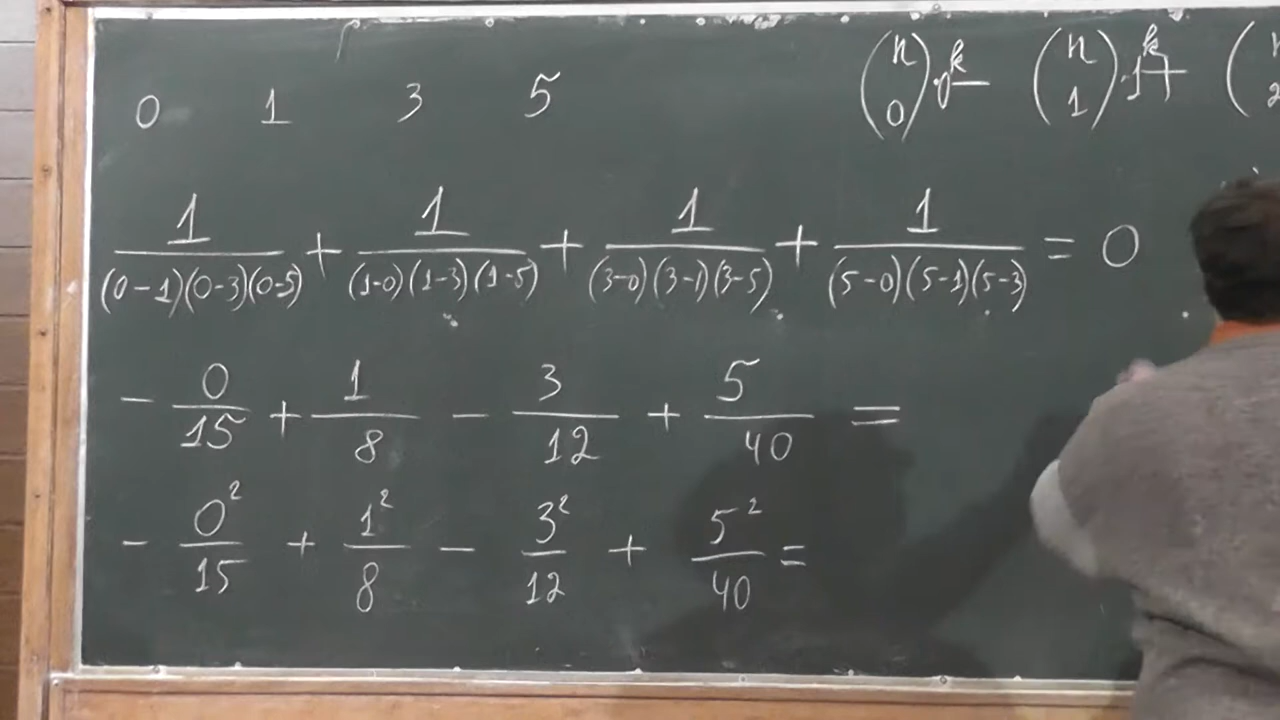 0 1 3 5
(n 0)·0^k − (n 1)·1^k + (n 2
1/((0-1)(0-3)(0-5)) + 1/((1-0)(1-3)(1-5)) + 1/((3-0)(3-1)(3-5)) + 1/((5-0)(5-1)(5-3)) = 0
- 0/15 + 1/8 - 3/12 + 5/40 =
- 0²/15 + 1²/8 - 3²/12 + 5²/40 =